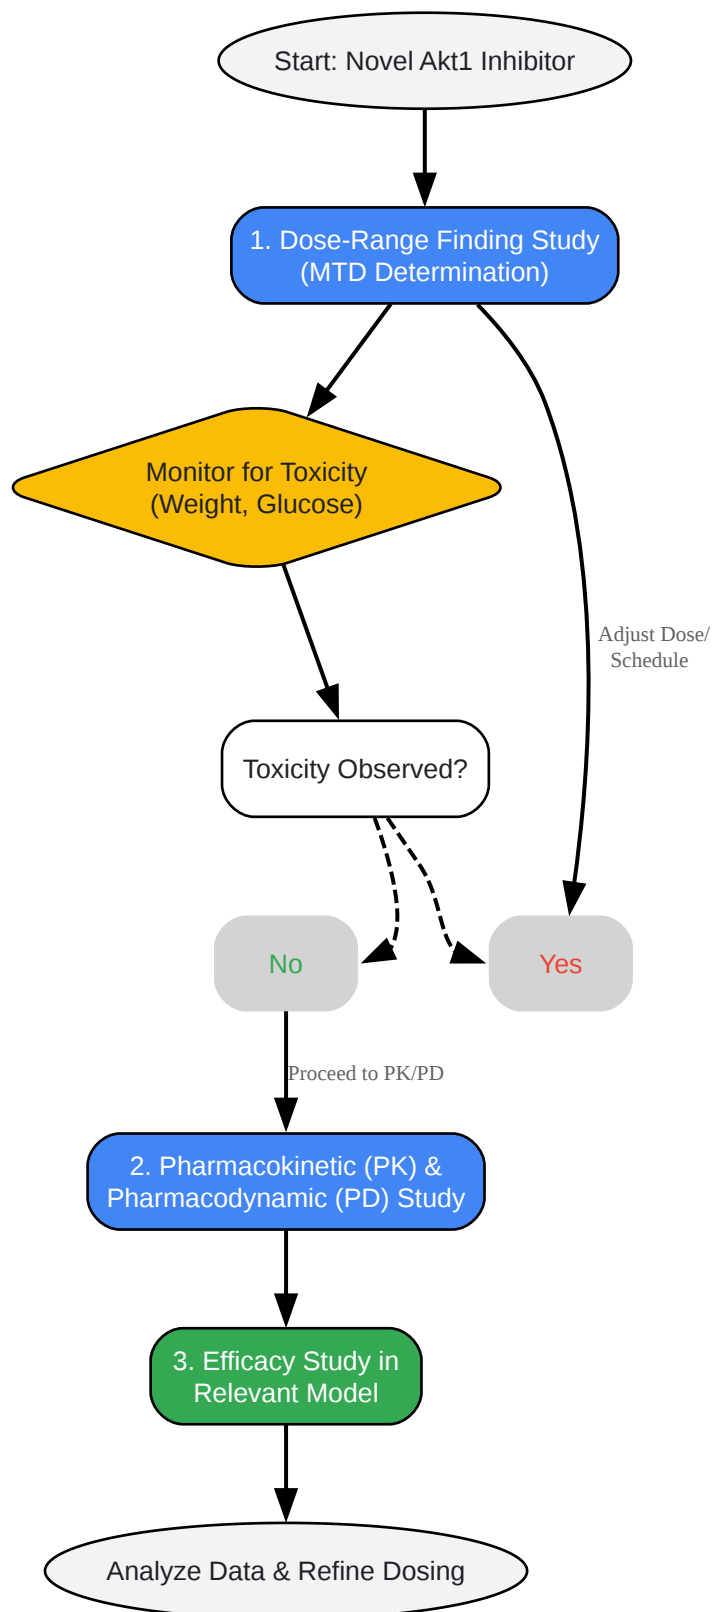 Start: Novel Akt1 Inhibitor
1. Dose-Range Finding Study
(MTD Determination)
Monitor for Toxicity
(Weight, Glucose)
Adjust Dose/
Schedule
Toxicity Observed?
No
Yes
Proceed to PK/PD
2. Pharmacokinetic (PK) &
Pharmacodynamic (PD) Study
3. Efficacy Study in
Relevant Model
Analyze Data & Refine Dosing